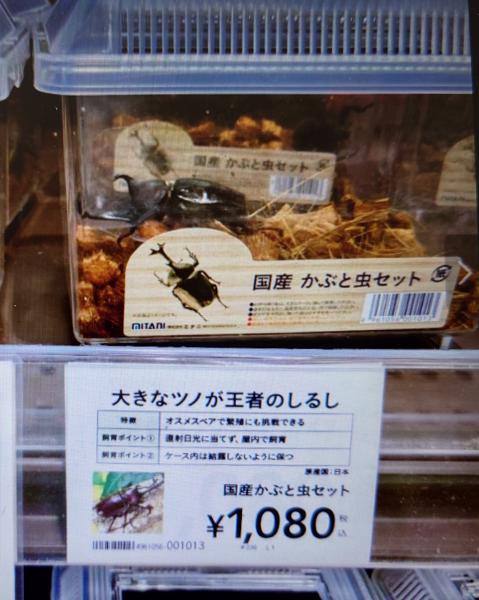 国産 かぶと虫セット
国産 かぶと虫セット
MITANI
4961056 001013
大きなツノが王者のしるし
特徴 オスメスペアで繁殖にも挑戦できる
飼育ポイント① 直射日光に当てず、屋内で飼育
飼育ポイント② ケース内は結露しないように保つ
原産国:日本
国産かぶと虫セット
¥1,080 税込
4961056-001013